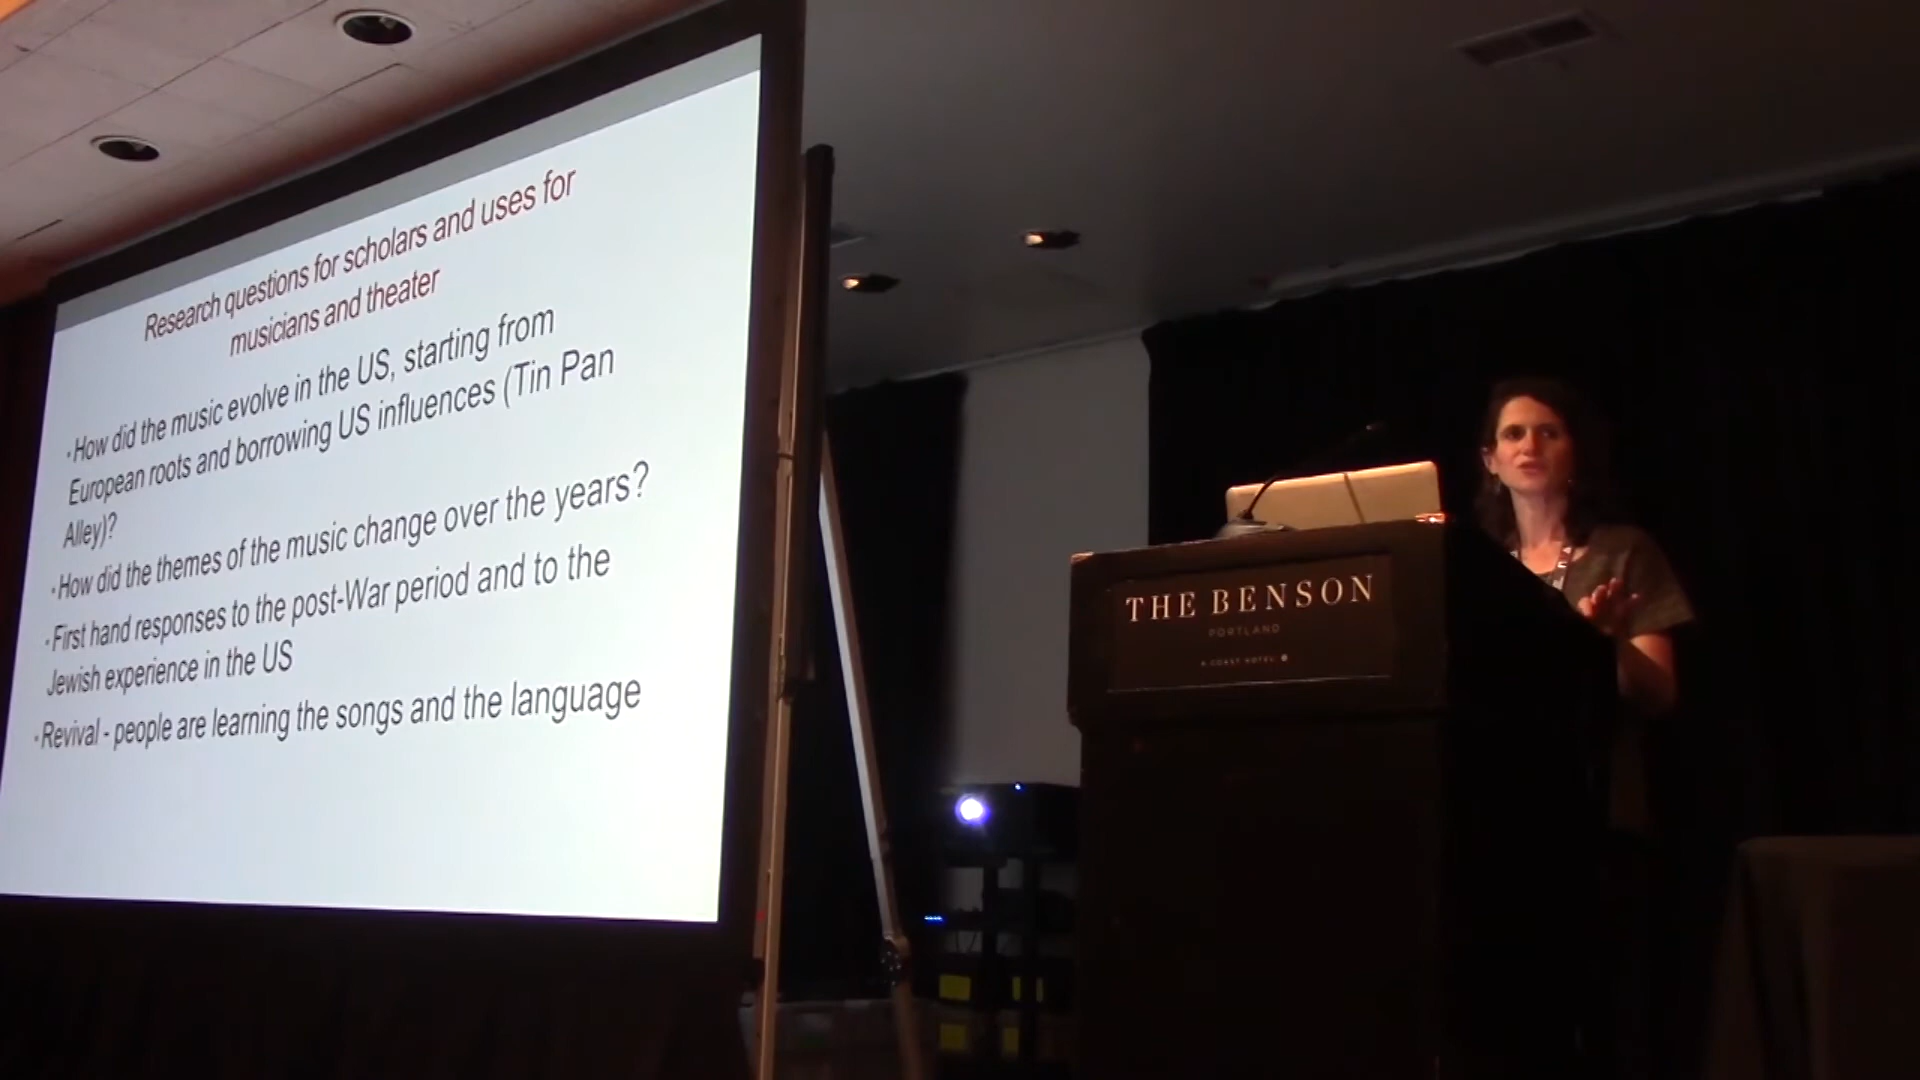 Research questions for scholars and uses for
musicians and theater
•How did the music evolve in the US, starting from
European roots and borrowing US influences (Tin Pan
Alley)?
•How did the themes of the music change over the years?
•First hand responses to the post-War period and to the
Jewish experience in the US
•Revival - people are learning the songs and the language
THE BENSON
PORTLAND
A COAST HOTEL